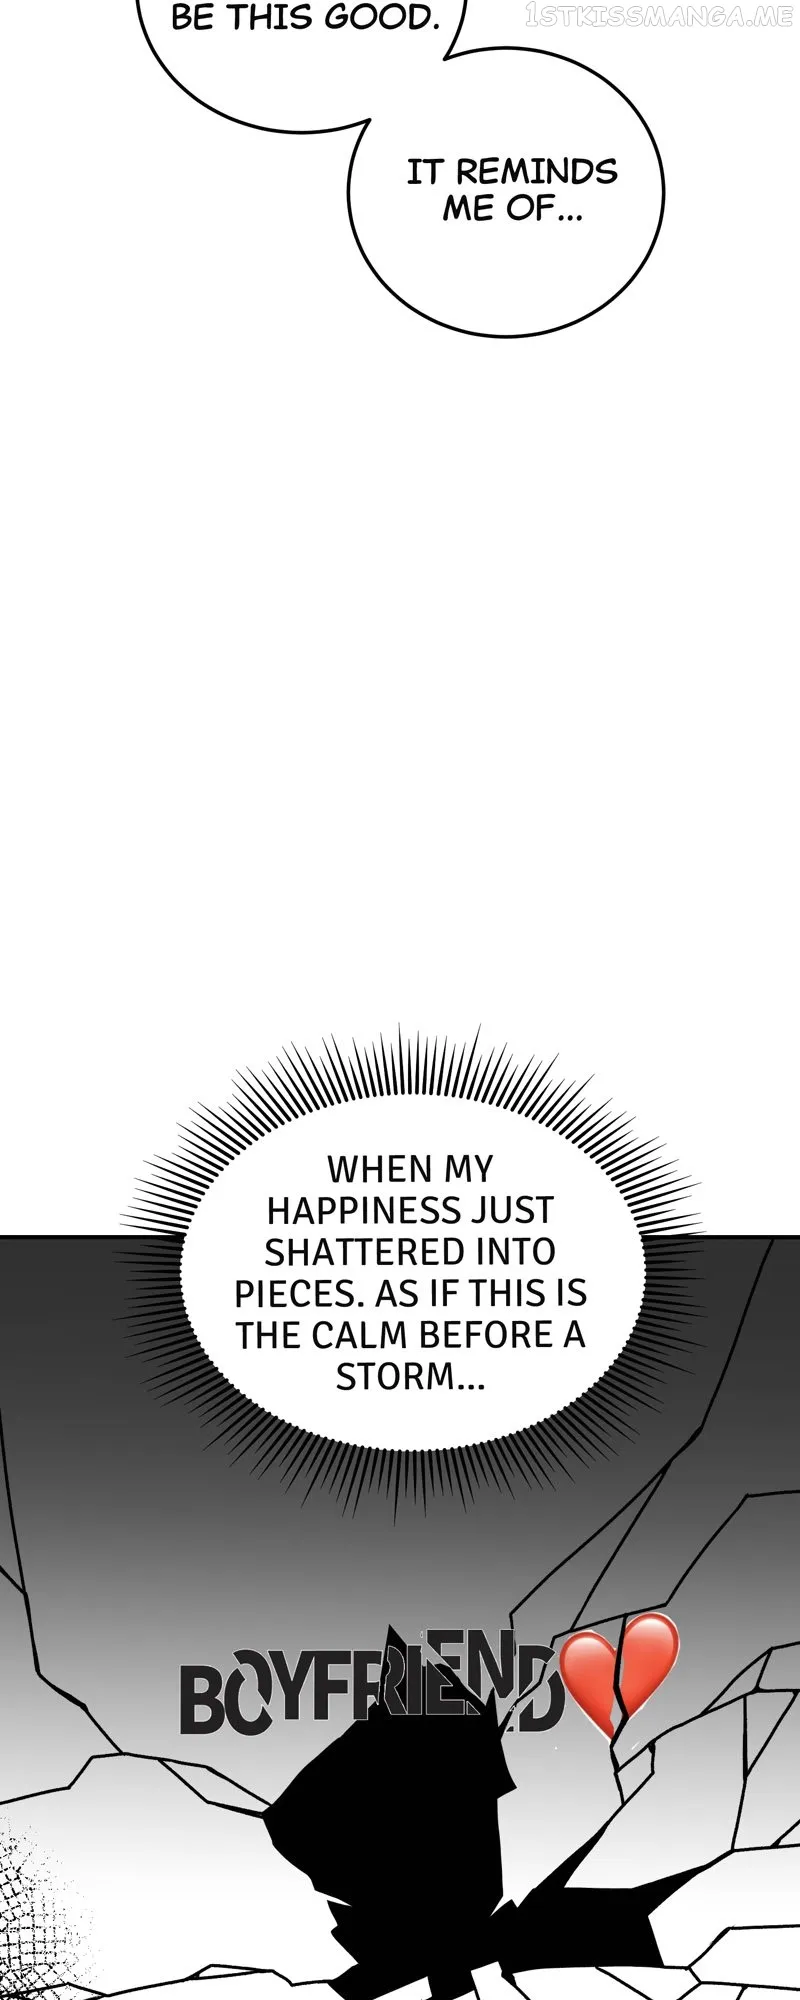 1STKISSMANGA.ME
BE THIS GOOD.
IT REMINDS
ME OF...
WHEN MY
HAPPINESS JUST
SHATTERED INTO
PIECES. AS IF THIS IS
THE CALM BEFORE A
STORM...
BOYFRIEND